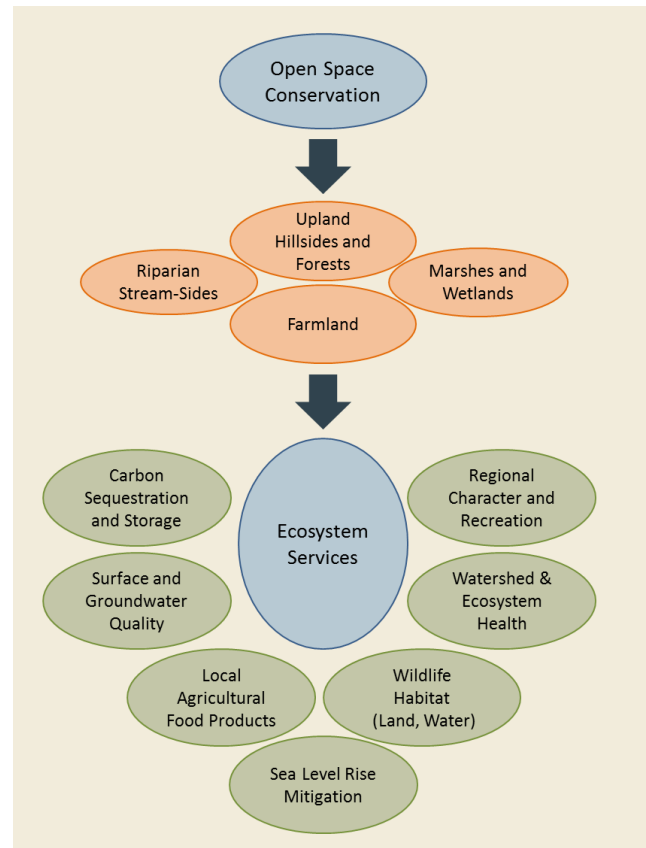 Open Space
Conservation
Upland
Hillsides and
Forests
Riparian
Stream-Sides
Marshes and
Wetlands
Farmland
Ecosystem
Services
Carbon
Sequestration
and Storage
Regional
Character and
Recreation
Surface and
Groundwater
Quality
Watershed &
Ecosystem
Health
Local
Agricultural
Food Products
Wildlife
Habitat
(Land, Water)
Sea Level Rise
Mitigation